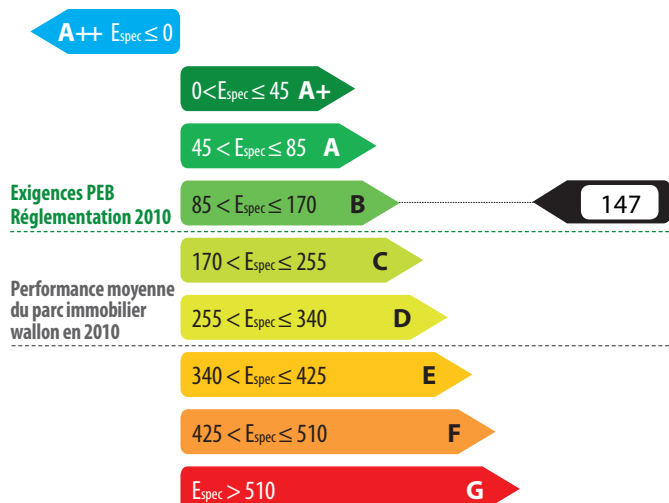 A++ Espec ≤ 0
0<Espec ≤ 45 A+
45 < Espec ≤ 85 A
Exigences PEB
Réglementation 2010
85 < Espec ≤ 170 B
147
170 < Espec ≤ 255 C
Performance moyenne
du parc immobilier
wallon en 2010
255 < Espec ≤ 340 D
340 < Espec ≤ 425 E
425 < Espec ≤ 510 F
Espec > 510 G